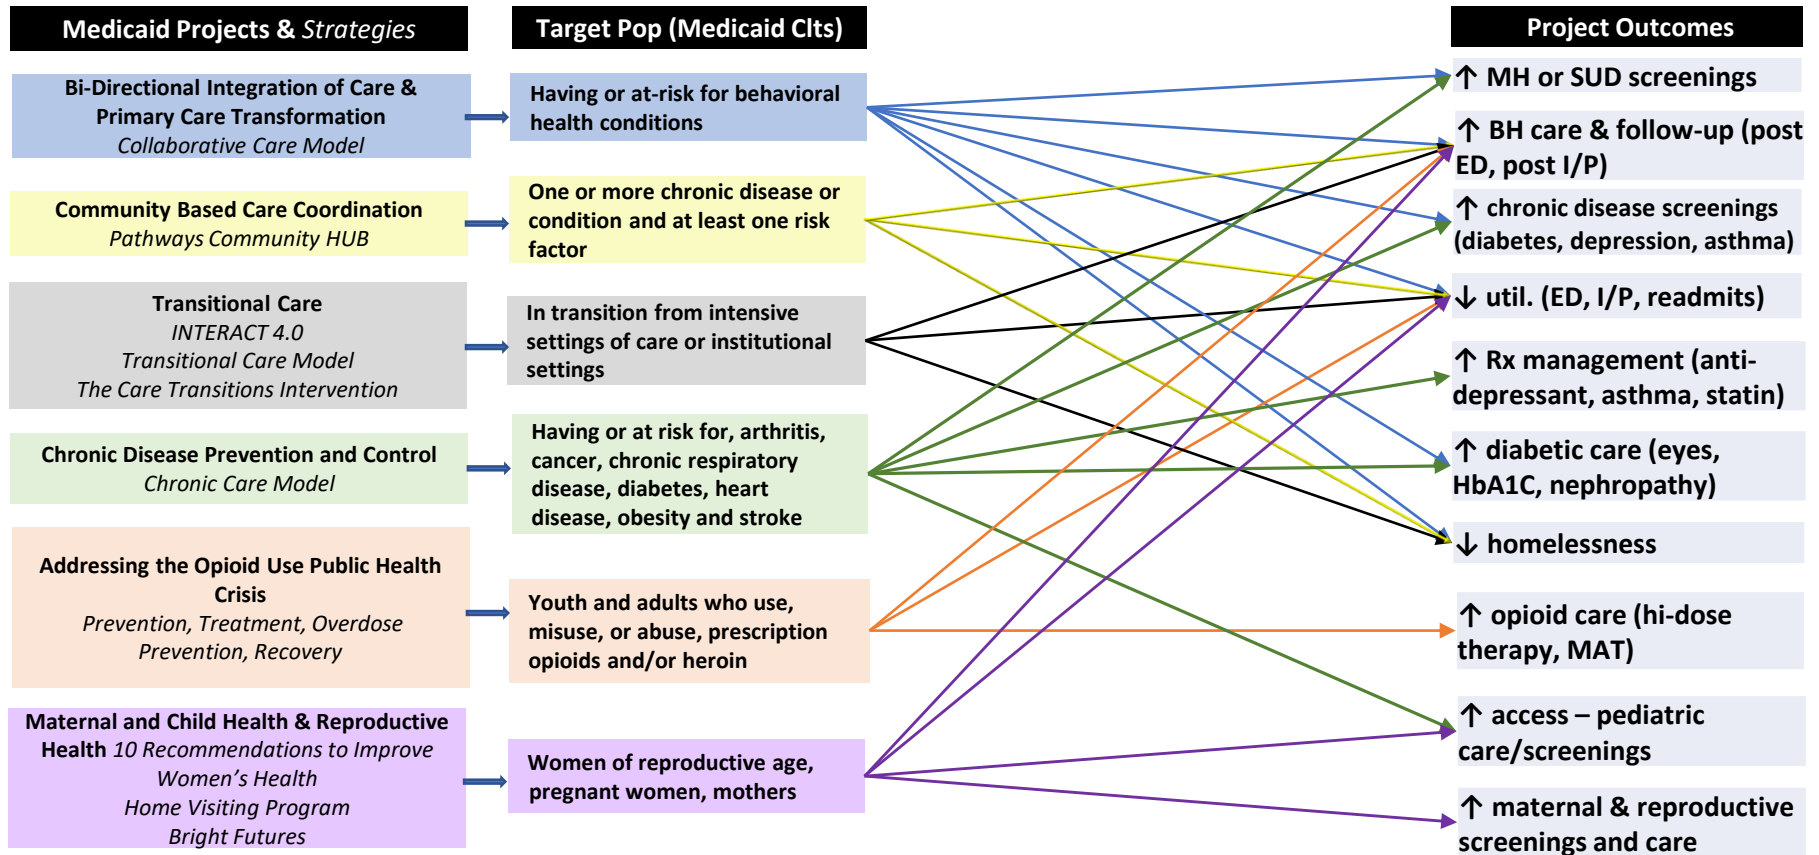 Medicaid Projects & Strategies
Bi-Directional Integration of Care &
Primary Care Transformation
Collaborative Care Model
Community Based Care Coordination
Pathways Community HUB
Transitional Care
INTERACT 4.0
Transitional Care Model
The Care Transitions Intervention
Chronic Disease Prevention and Control
Chronic Care Model
Addressing the Opioid Use Public Health
Crisis
Prevention, Treatment, Overdose
Prevention, Recovery
Maternal and Child Health & Reproductive
Health 10 Recommendations to Improve
Women’s Health
Home Visiting Program
Bright Futures
Target Pop (Medicaid Clts)
Having or at-risk for behavioral
health conditions
One or more chronic disease or
condition and at least one risk
factor
In transition from intensive
settings of care or institutional
settings
Having or at risk for, arthritis,
cancer, chronic respiratory
disease, diabetes, heart
disease, obesity and stroke
Youth and adults who use,
misuse, or abuse, prescription
opioids and/or heroin
Women of reproductive age,
pregnant women, mothers
Project Outcomes
↑ MH or SUD screenings
↑ BH care & follow-up (post
ED, post I/P)
↑ chronic disease screenings
(diabetes, depression, asthma)
↓ util. (ED, I/P, readmits)
↑ Rx management (anti-
depressant, asthma, statin)
↑ diabetic care (eyes,
HbA1C, nephropathy)
↓ homelessness
↑ opioid care (hi-dose
therapy, MAT)
↑ access – pediatric
care/screenings
↑ maternal & reproductive
screenings and care